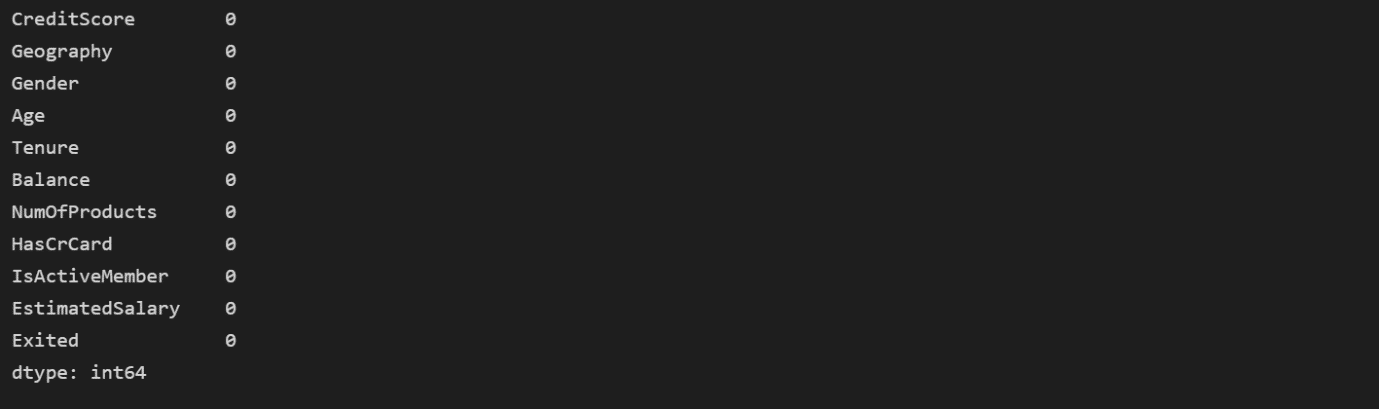 CreditScore 0
Geography 0
Gender 0
Age 0
Tenure 0
Balance 0
NumOfProducts 0
HasCrCard 0
IsActiveMember 0
EstimatedSalary 0
Exited 0
dtype: int64